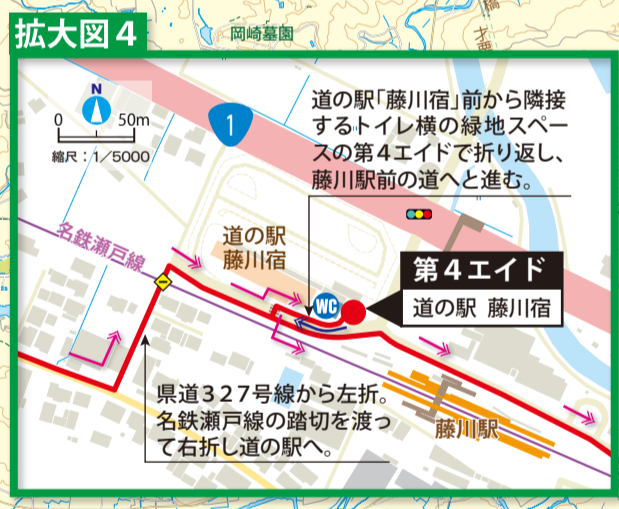 拡大図4
岡崎墓園
N
0 50m
縮尺:1/5000
1
道の駅「藤川宿」前から隣接
するトイレ横の緑地スペー
スの第4エイドで折り返し、
藤川駅前の道へと進む。
名鉄瀬戸線
道の駅
藤川宿
WC
第4エイド
道の駅 藤川宿
県道327号線から左折。
名鉄瀬戸線の踏切を渡っ
て右折し道の駅へ。
藤川駅